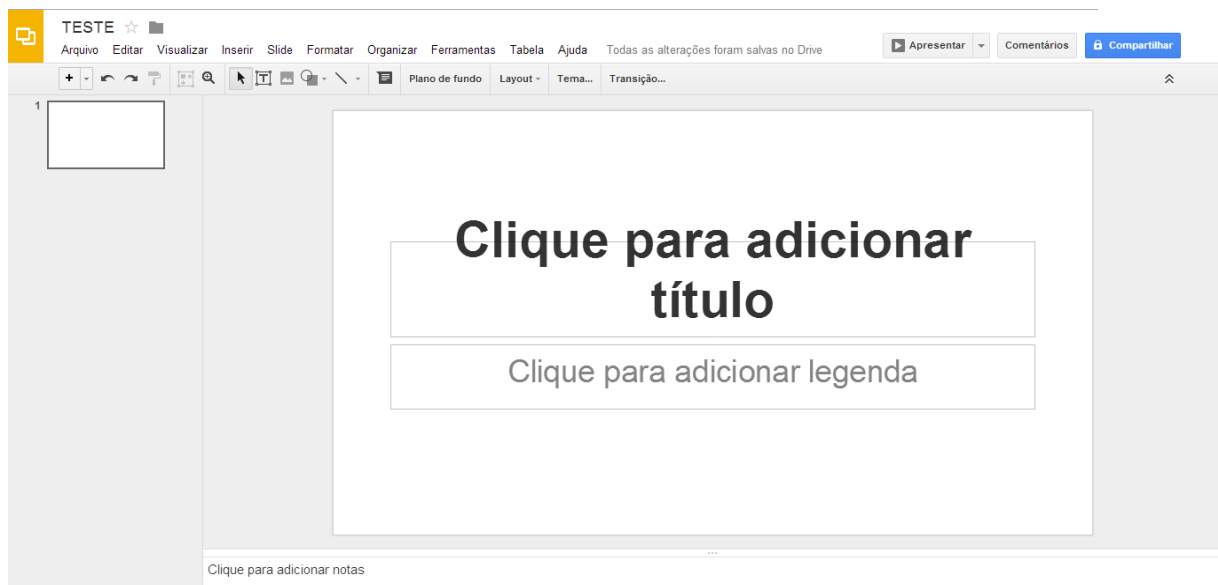 TESTE
Arquivo Editar Visualizar Inserir Slide Formatar Organizar Ferramentas Tabela Ajuda Todas as alterações foram salvas no Drive
Apresentar Comentários Compartilhar
Plano de fundo Layout Tema... Transição...
1
Clique para adicionar
título
Clique para adicionar legenda
Clique para adicionar notas